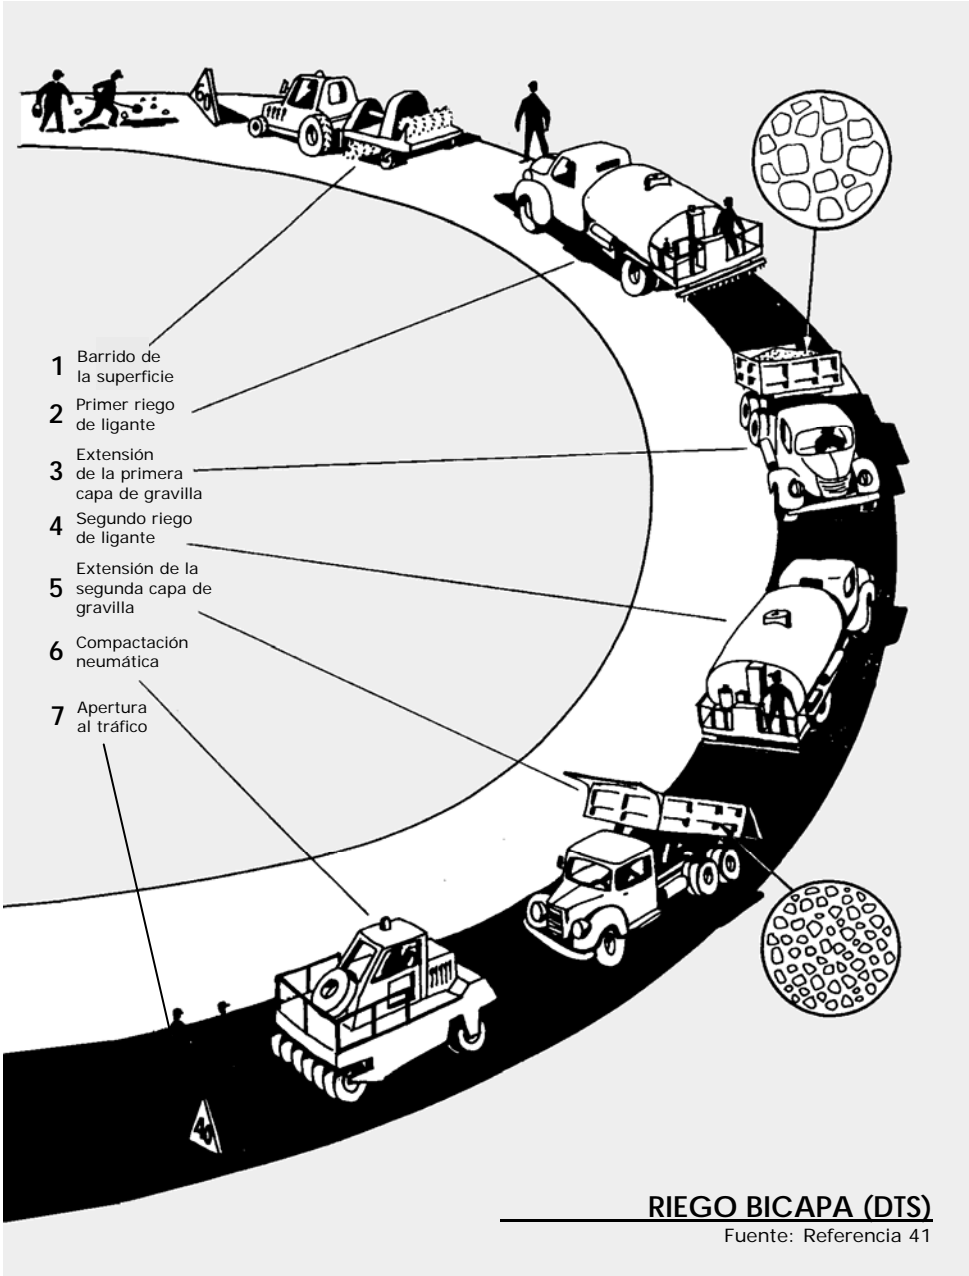 60
1 Barrido de
la superficie
2 Primer riego
de ligante
3 Extensión
de la primera
capa de gravilla
4 Segundo riego
de ligante
5 Extensión de la
segunda capa de
gravilla
6 Compactación
neumática
7 Apertura
al tráfico
40
RIEGO BICAPA (DTS)
Fuente: Referencia 41